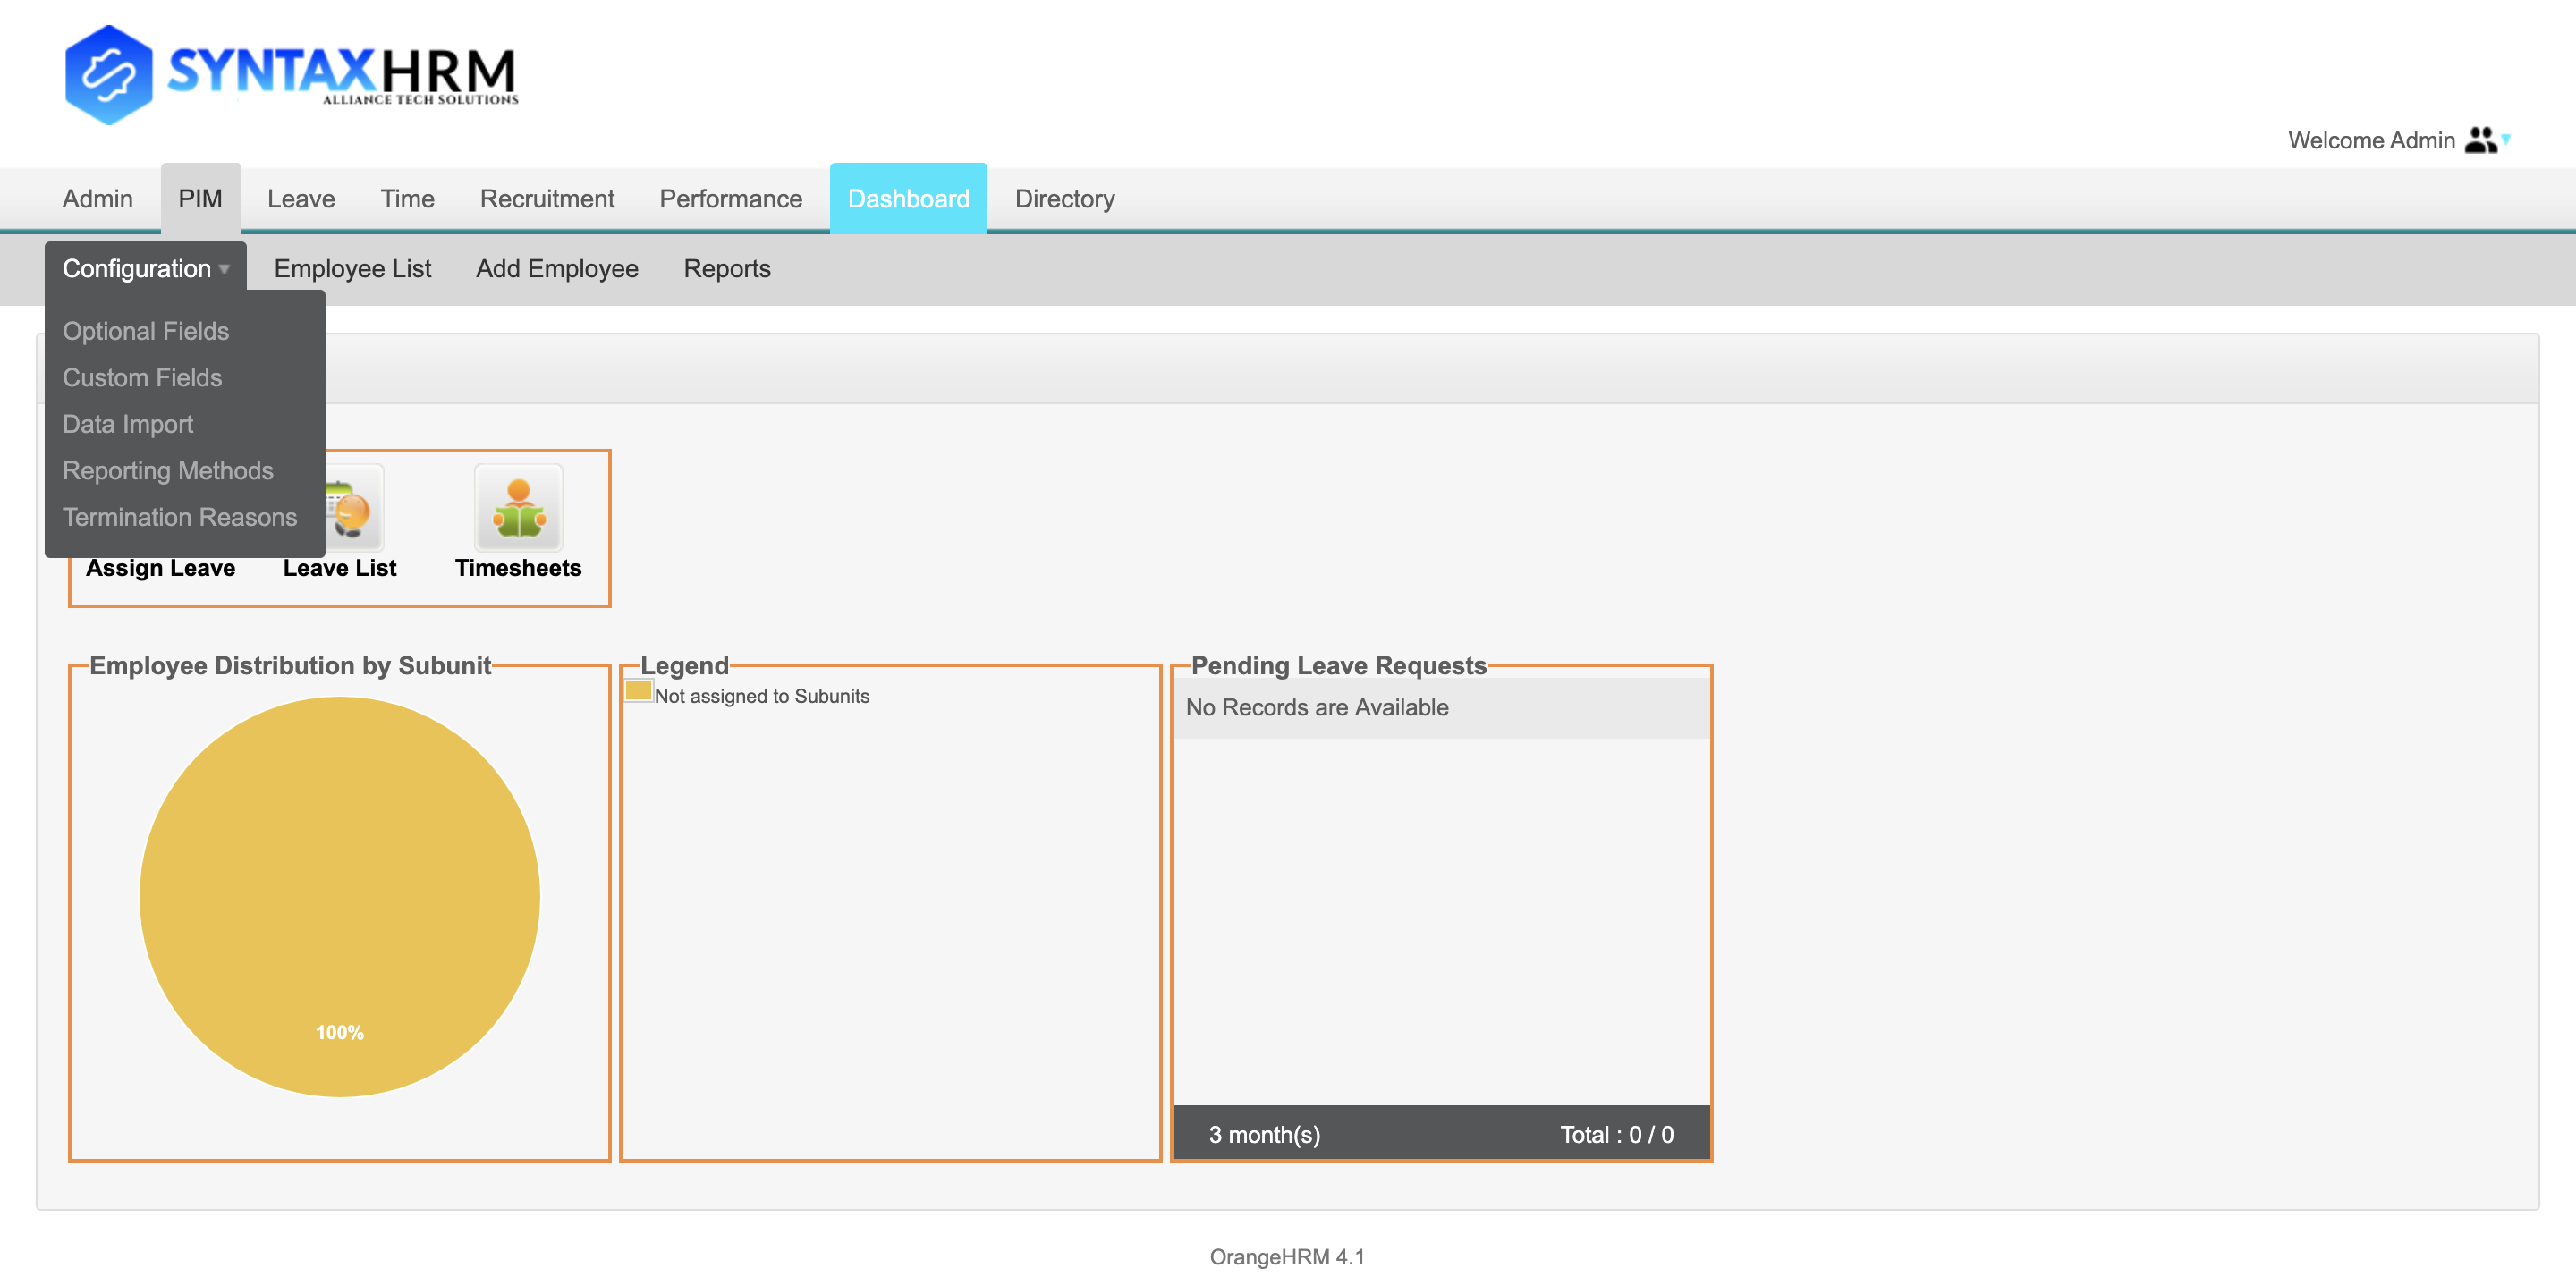 SYNTAXHRM
ALLIANCE TECH SOLUTIONS
Welcome Admin
Admin PIM Leave Time Recruitment Performance Dashboard Directory
Configuration Employee List Add Employee Reports
Optional Fields
Custom Fields
Data Import
Reporting Methods
Termination Reasons
Assign Leave Leave List Timesheets
Employee Distribution by Subunit
100%
Legend
Not assigned to Subunits
Pending Leave Requests
No Records are Available
3 month(s) Total : 0 / 0
OrangeHRM 4.1